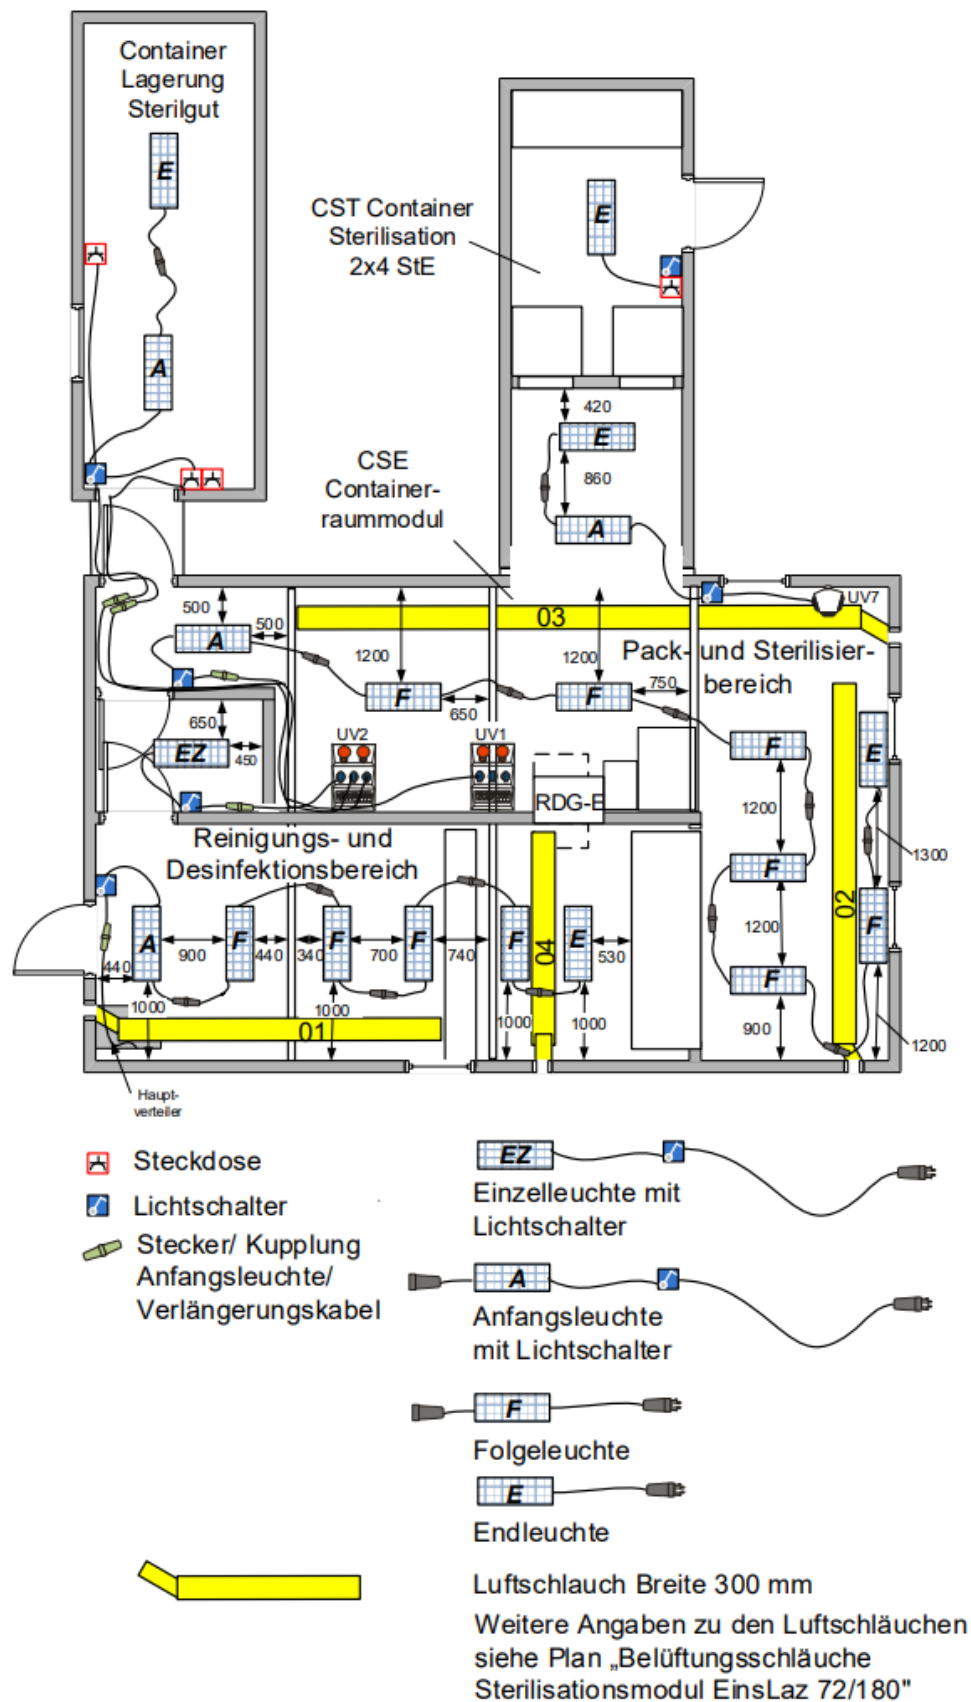 Container
Lagerung
Sterilgut
E
A
CST Container
Sterilisation
2x4 StE
E
420
E
860
A
CSE
Container-
raummodul
UV7
03
500
500
A
1200
1200
Pack- und Sterilisier-
bereich
F
650
F
750
650
EZ
450
UV2
UV1
RDG-E
F
E
1200
1300
F
02
F
1200
F
900
1200
Reinigungs- und
Desinfektionsbereich
A
900
F
440
F
340
700
F
740
F
04
E
530
440
1000
1000
1000
1000
01
Haupt-
verteiler
Steckdose
Lichtschalter
Stecker/ Kupplung
Anfangsleuchte/
Verlängerungskabel
EZ
Einzelleuchte mit
Lichtschalter
A
Anfangsleuchte
mit Lichtschalter
F
Folgeleuchte
E
Endleuchte
Luftschlauch Breite 300 mm
Weitere Angaben zu den Luftschläuchen
siehe Plan „Belüftungsschläuche
Sterilisationsmodul EinsLaz 72/180"